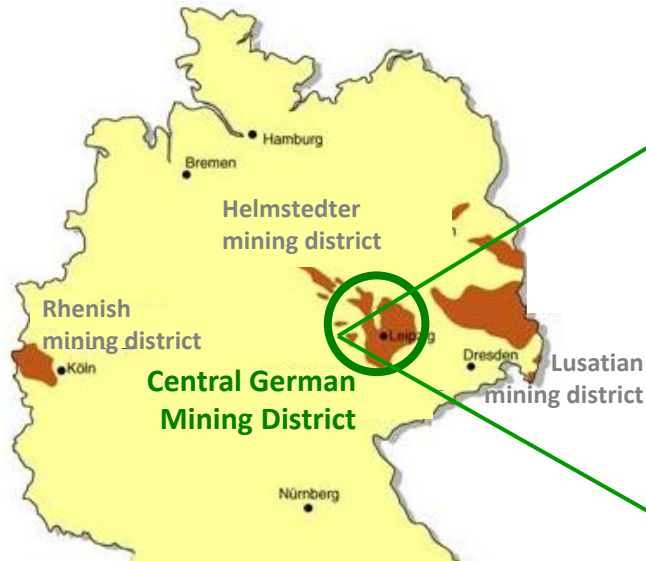 Hamburg
Bremen
Helmstedter
mining district
Rhenish
mining district
Leipzig
Köln
Dresden
Lusatian
mining district
Central German
Mining District
Nürnberg